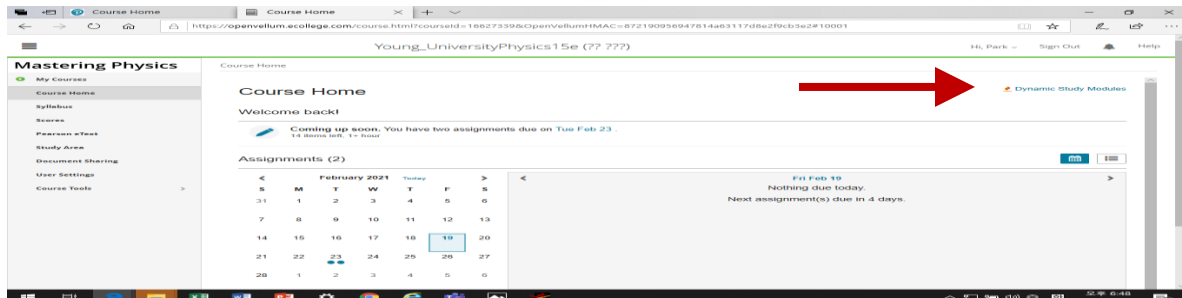 Course Home
Course Home
https://openvellum.ecollege.com/course.html?courseId=16627339&OpenVellumHMAC=872190956947814a63117d8e2f9cb3e2#10001
Young_UniversityPhysics15e (?? ???)
Hi, Park
Sign Out
Help
Mastering Physics
Course Home
My Courses
Course Home
Syllabus
Scores
Pearson eText
Study Area
Document Sharing
User Settings
Course Tools >
Course Home
Dynamic Study Modules
Welcome back!
Coming up soon. You have two assignments due on Tue Feb 23 .
14 items left, 1+ hour
Assignments (2)
< February 2021 Today >
S M T W T F S
31 1 2 3 4 5 6
7 8 9 10 11 12 13
14 15 16 17 18 19 20
21 22 23 24 25 26 27
28 1 2 3 4 5 6
< Fri Feb 19 >
Nothing due today.
Next assignment(s) due in 4 days.
오후 6:48